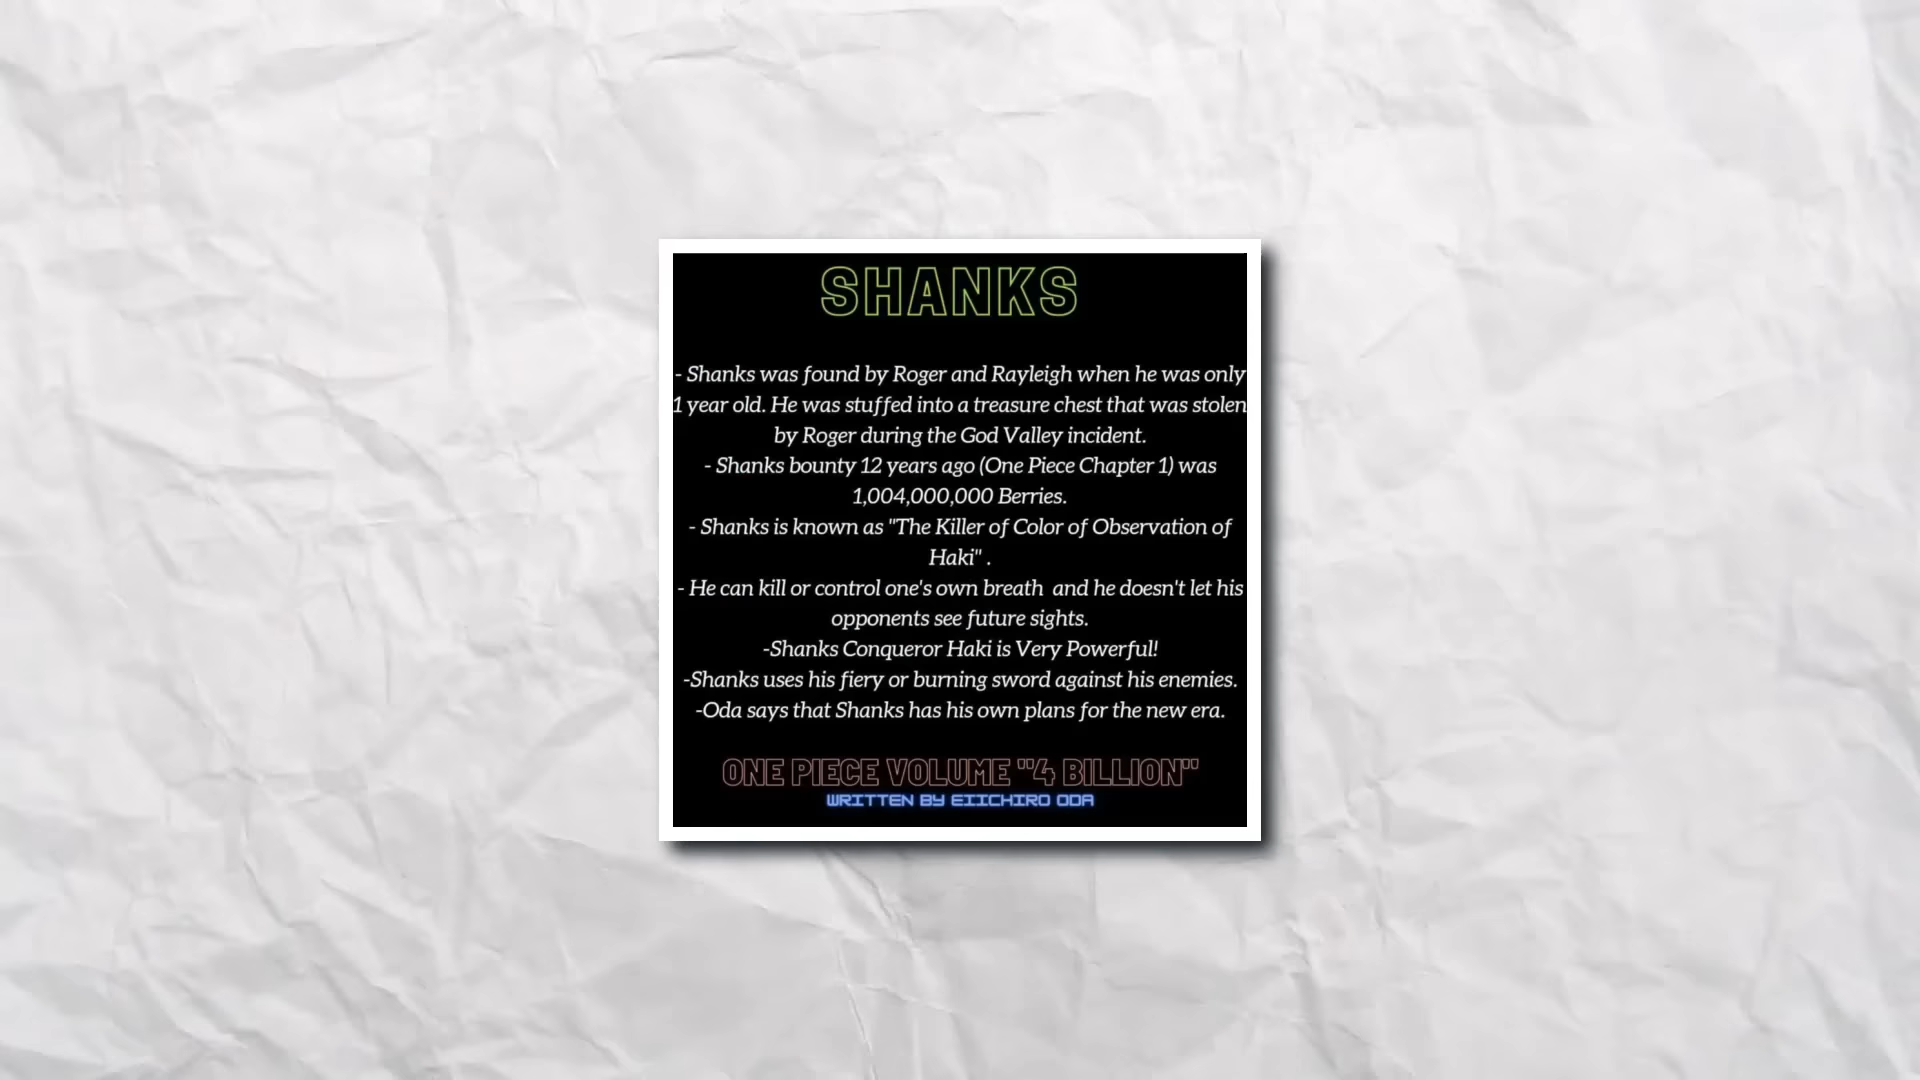 SHANKS
- Shanks was found by Roger and Rayleigh when he was only
1 year old. He was stuffed into a treasure chest that was stolen
by Roger during the God Valley incident.
- Shanks bounty 12 years ago (One Piece Chapter 1) was
1,004,000,000 Berries.
- Shanks is known as "The Killer of Color of Observation of
Haki" .
- He can kill or control one's own breath  and he doesn't let his
opponents see future sights.
-Shanks Conqueror Haki is Very Powerful!
-Shanks uses his fiery or burning sword against his enemies.
-Oda says that Shanks has his own plans for the new era.
ONE PIECE VOLUME "4 BILLION"
WRITTEN BY EIICHIRO ODA